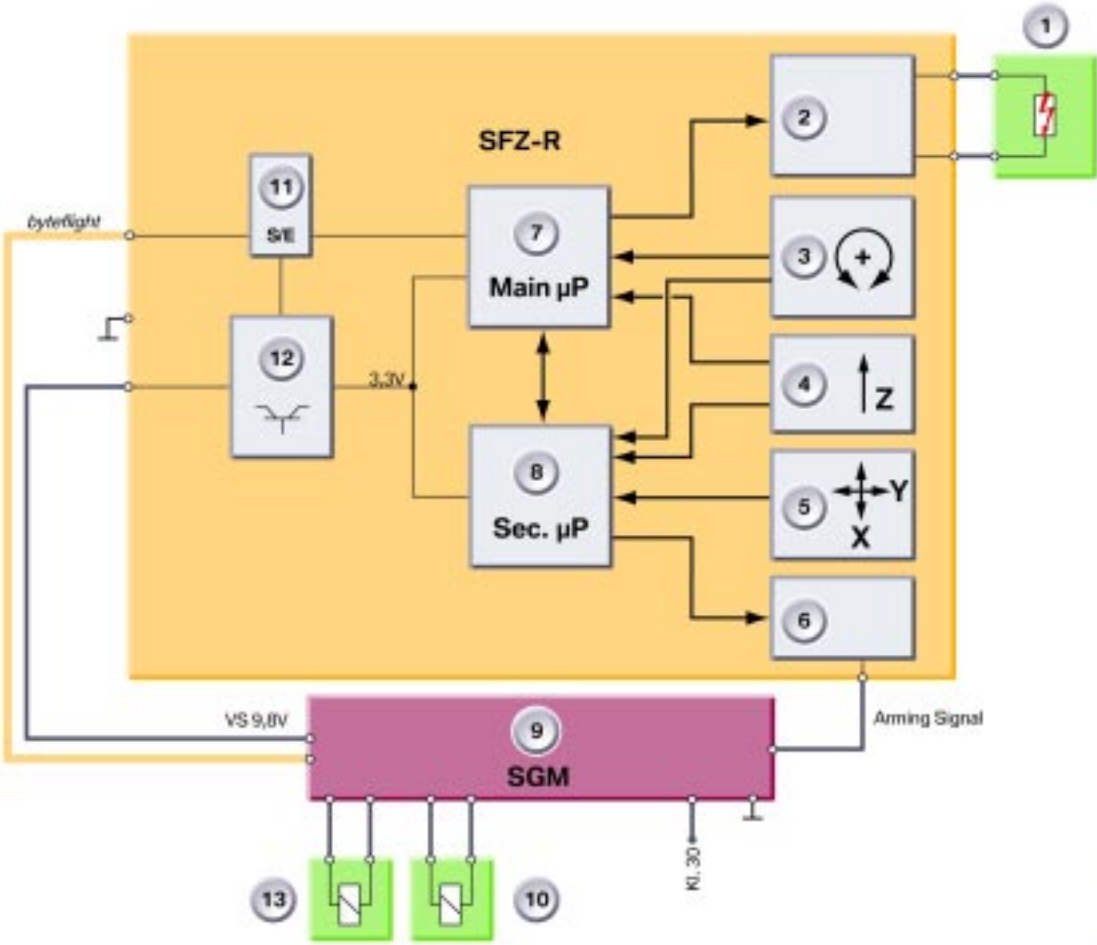 1
2
SFZ-R
11
S/E
byteflight
7
Main µP
3
+
12
3,3V
4
Z
8
Sec. µP
5
Y
X
6
VS 9,8V
9
SGM
Arming Signal
Kl. 30
13
10